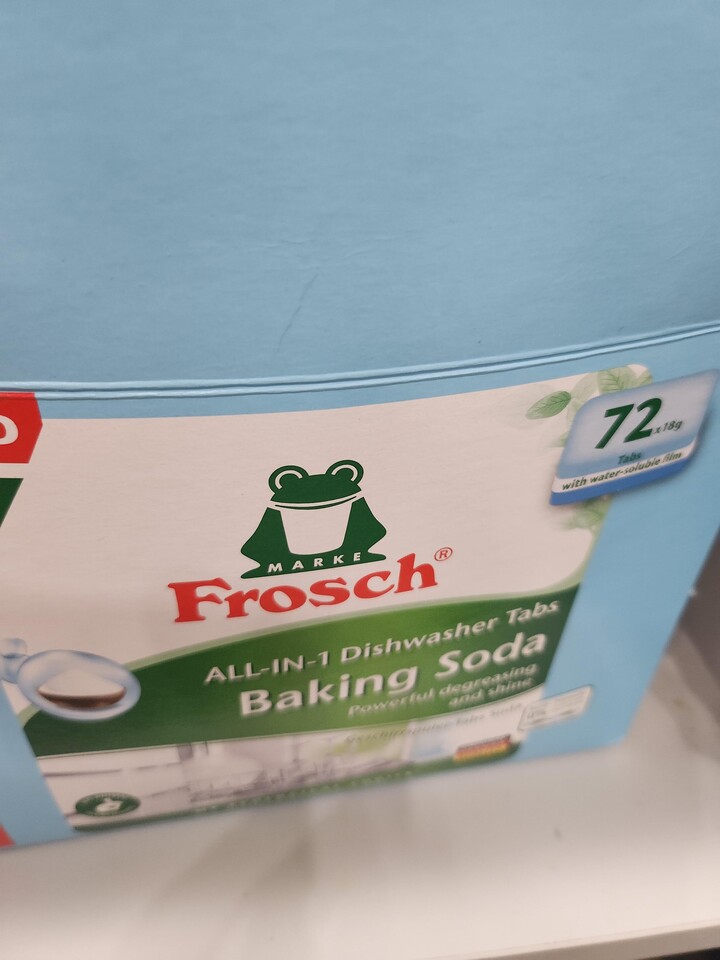 72 x 18g
Tabs
with water-soluble film
MARKE
Frosch®
ALL-IN-1 Dishwasher Tabs
Baking Soda
Powerful degreasing
and shine